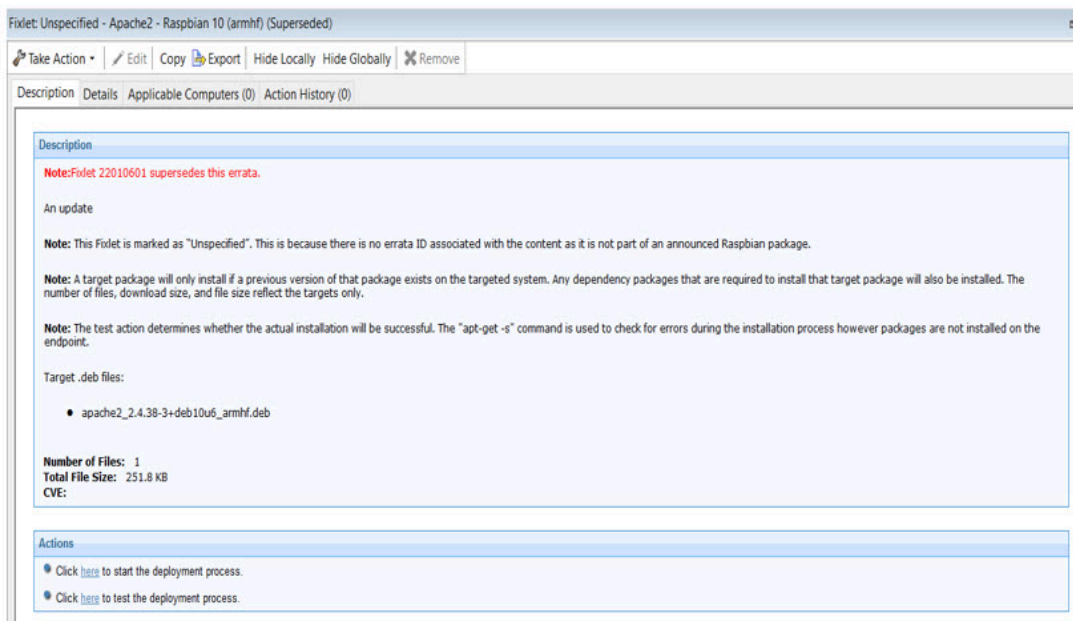 Fixlet: Unspecified - Apache2 - Raspbian 10 (armhf) (Superseded)
Take Action Edit Copy Export Hide Locally Hide Globally Remove
Description Details Applicable Computers (0) Action History (0)
Description
Note:Fixlet 22010601 supersedes this errata.
An update
Note: This Fixlet is marked as "Unspecified". This is because there is no errata ID associated with the content as it is not part of an announced Raspbian package.
Note: A target package will only install if a previous version of that package exists on the targeted system. Any dependency packages that are required to install that target package will also be installed. The
number of files, download size, and file size reflect the targets only.
Note: The test action determines whether the actual installation will be successful. The "apt-get -s" command is used to check for errors during the installation process however packages are not installed on the
endpoint.
Target .deb files:
• apache2_2.4.38-3+deb10u6_armhf.deb
Number of Files: 1
Total File Size: 251.8 KB
CVE:
Actions
Click here to start the deployment process.
Click here to test the deployment process.